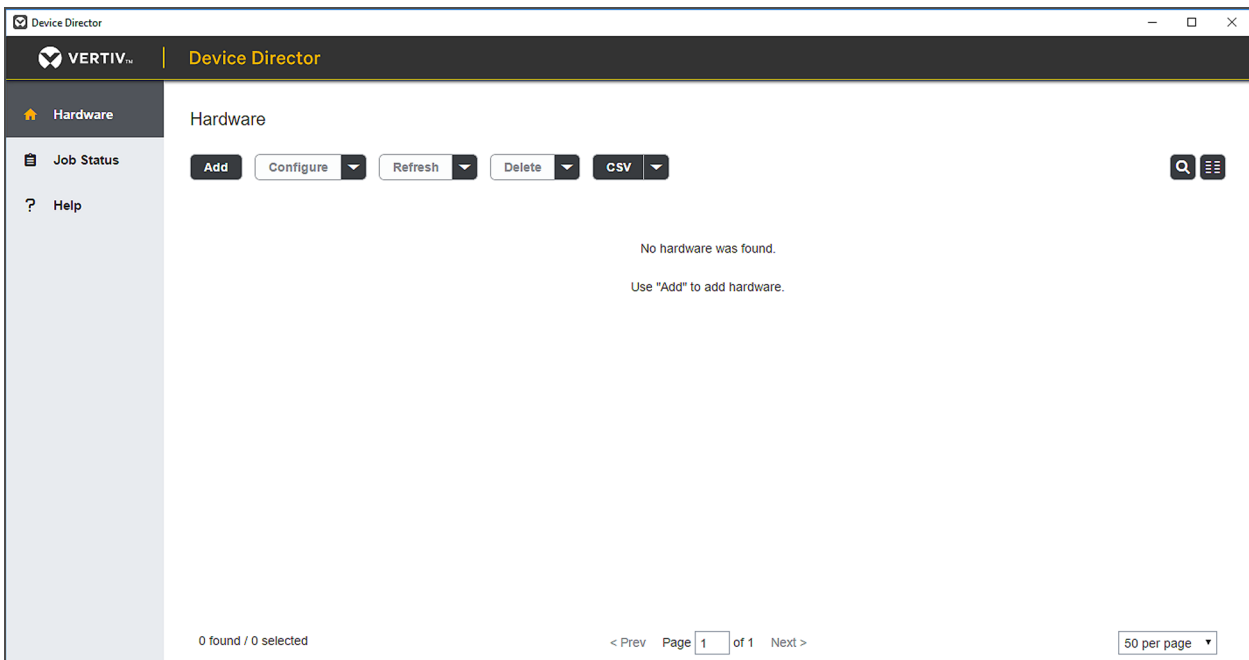 Device Director
VERTIV™ Device Director
Hardware
Job Status
? Help
Hardware
Add Configure Refresh Delete CSV
No hardware was found.
Use "Add" to add hardware.
0 found / 0 selected
< Prev Page 1 of 1 Next >
50 per page